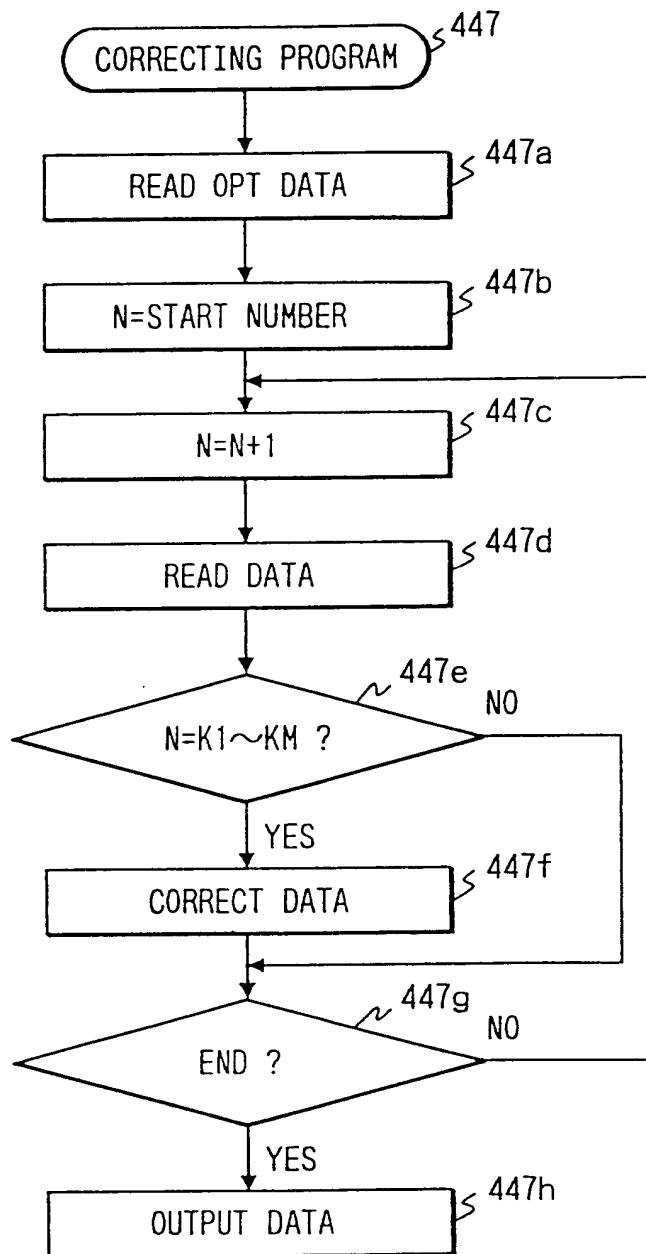 447
CORRECTING PROGRAM
447a
READ OPT DATA
447b
N=START NUMBER
447c
N=N+1
447d
READ DATA
447e
NO
N=K1～KM ?
YES
447f
CORRECT DATA
447g
NO
END ?
YES
447h
OUTPUT DATA